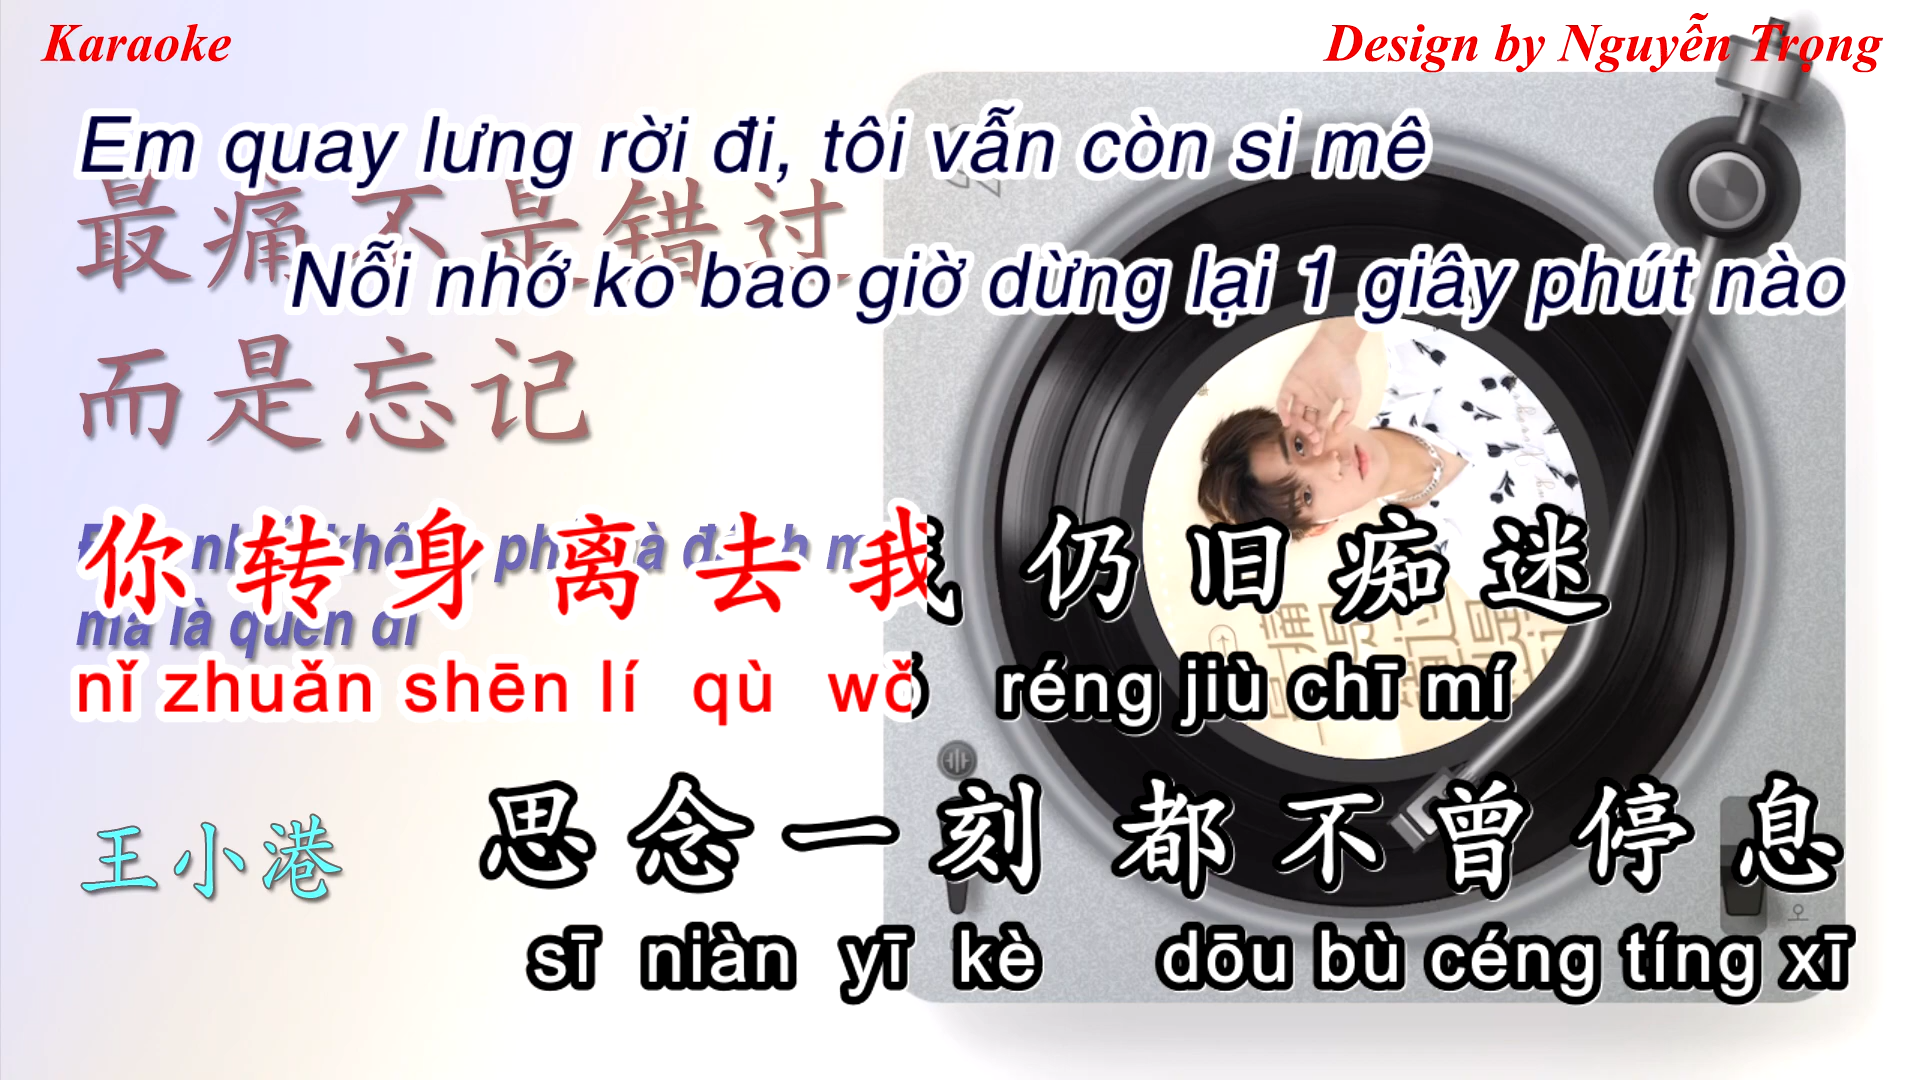 Karaoke
Design by Nguyễn Trọng
Em quay lưng rời đi, tôi vẫn còn si mê
最痛不是错过
Nỗi nhớ ko bao giờ dừng lại 1 giây phút nào
而是忘记
你转身离去我仍旧痴迷
mà là quên đi
nǐ zhuǎn shēn lí qù wǒ réng jiù chī mí
思念一刻都不曾停息
王小港
sī niàn yī kè dōu bù céng tíng xī